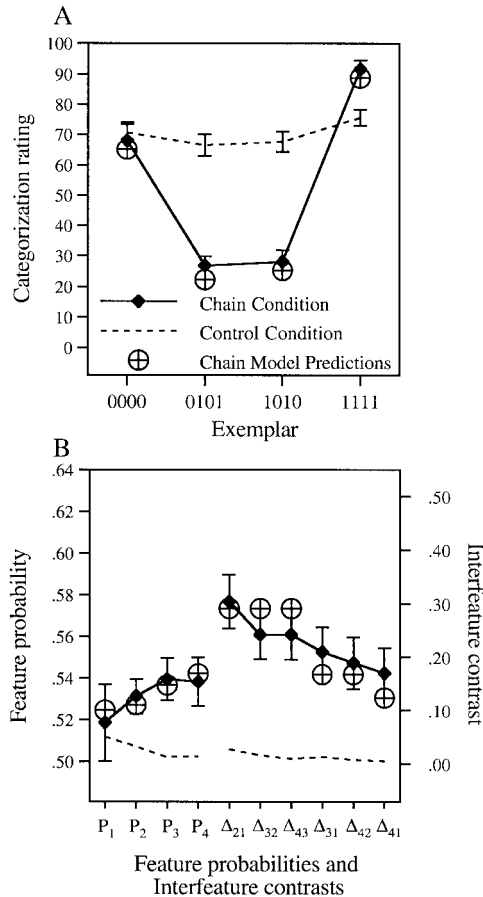 A
100
90
80
70
60
50
40
30
20
10
0
Categorization rating
Chain Condition
Control Condition
Chain Model Predictions
0000 0101 1010 1111
Exemplar
B
.64
.62
.60
.58
.56
.54
.52
.50
Feature probability
.50
.40
.30
.20
.10
.00
Interfeature contrast
P1 P2 P3 P4 Δ21 Δ32 Δ43 Δ31 Δ42 Δ41
Feature probabilities and
Interfeature contrasts